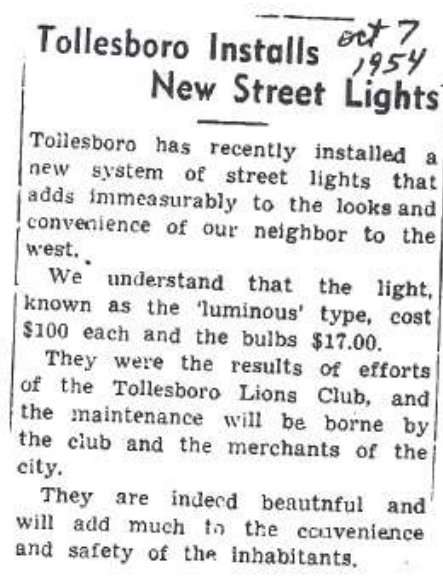 Tollesboro Installs
oct 7
1954
New Street Lights
Tollesboro has recently installed a
new system of street lights that
adds immeasurably to the looks and
convenience of our neighbor to the
west.
We understand that the light,
known as the 'luminous' type, cost
$100 each and the bulbs $17.00.
They were the results of efforts
of the Tollesboro Lions Club, and
the maintenance will be borne by
the club and the merchants of the
city.
They are indeed beautnful and
will add much to the convenience
and safety of the inhabitants.